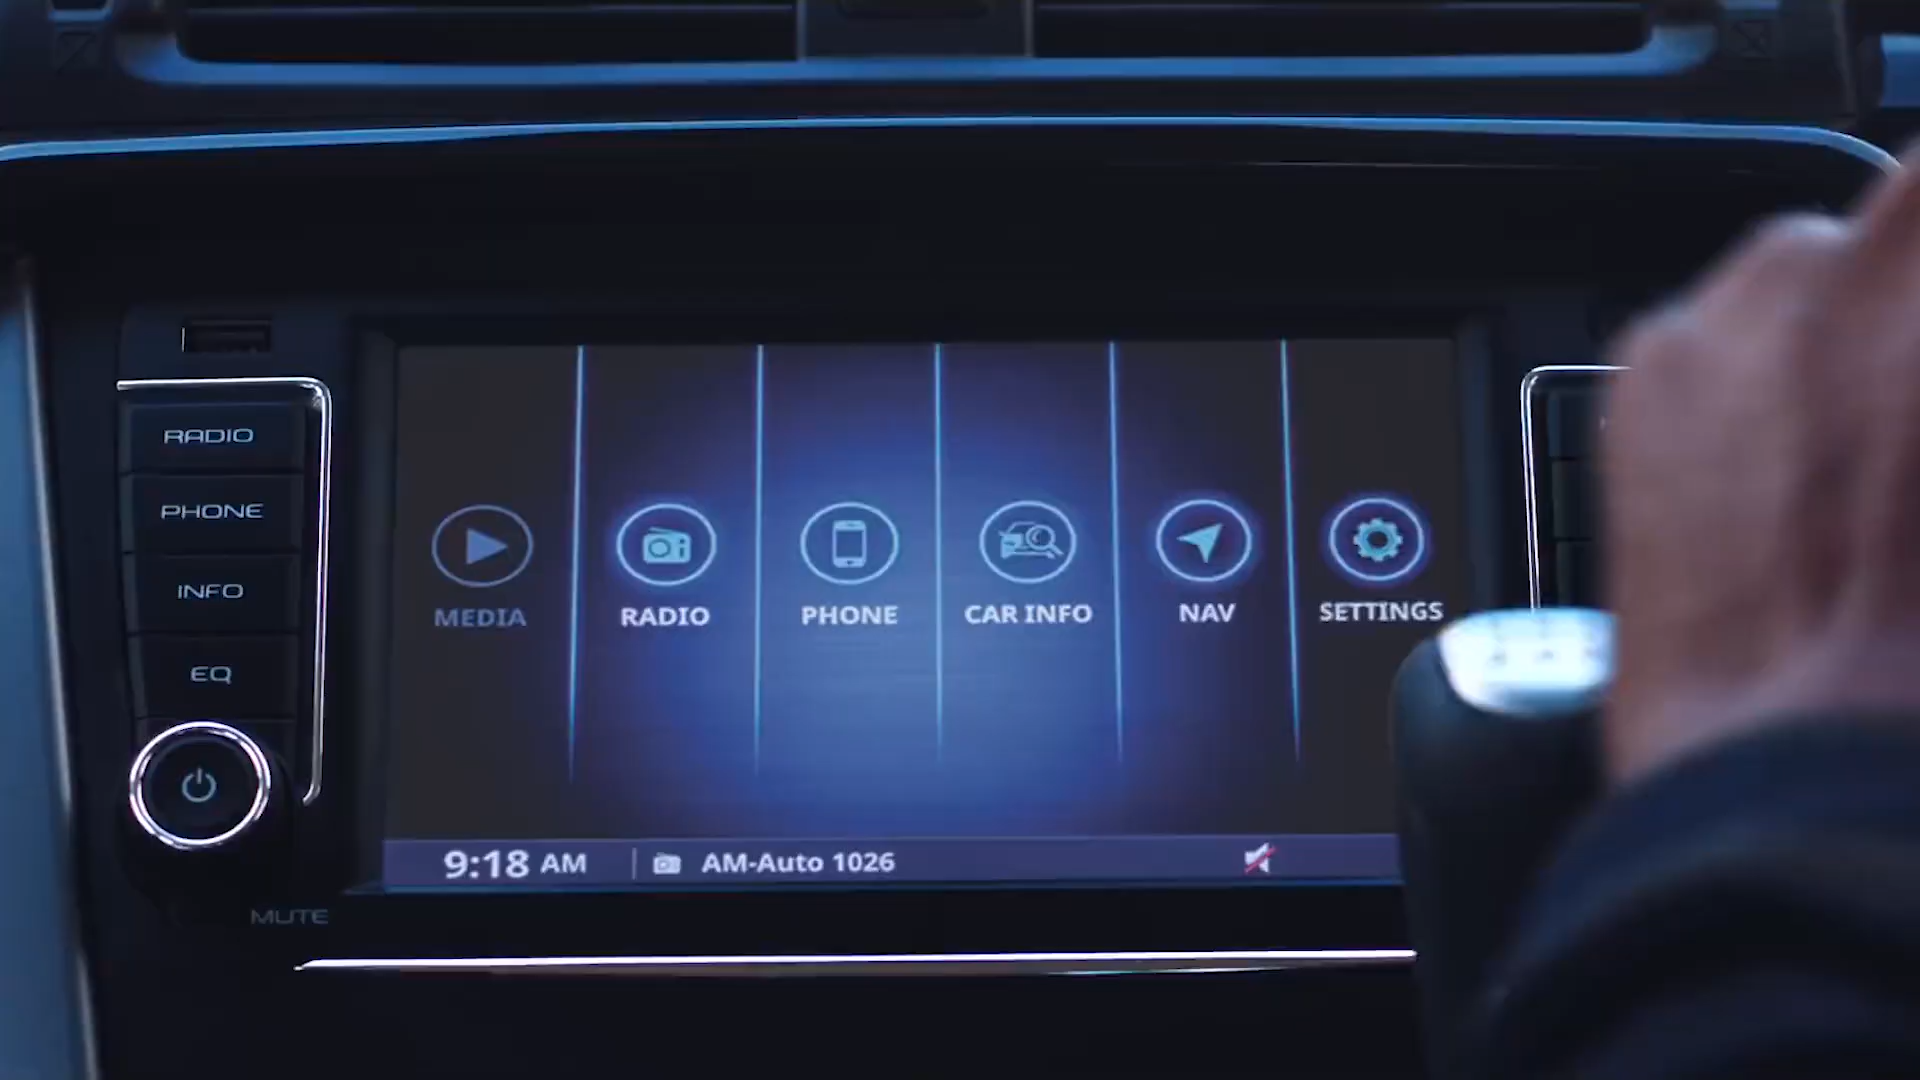 RADIO
PHONE
INFO
EQ
MUTE
MEDIA
RADIO
PHONE
CAR INFO
NAV
SETTINGS
9:18 AM
AM-Auto 1026